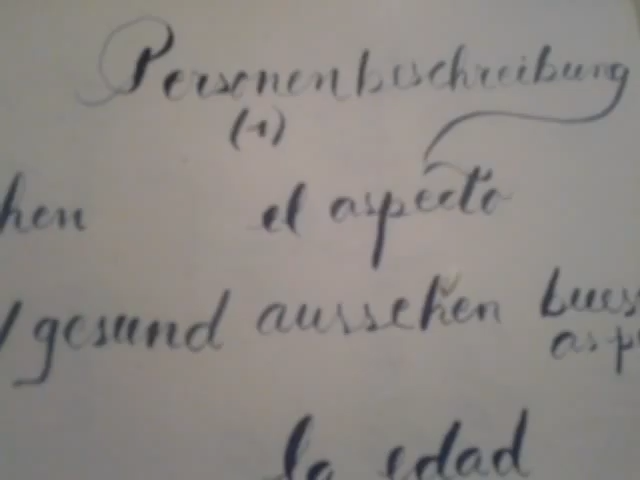 Personenbeschreibung
(1)
hen el aspecto
/gesund aussehen
la edad